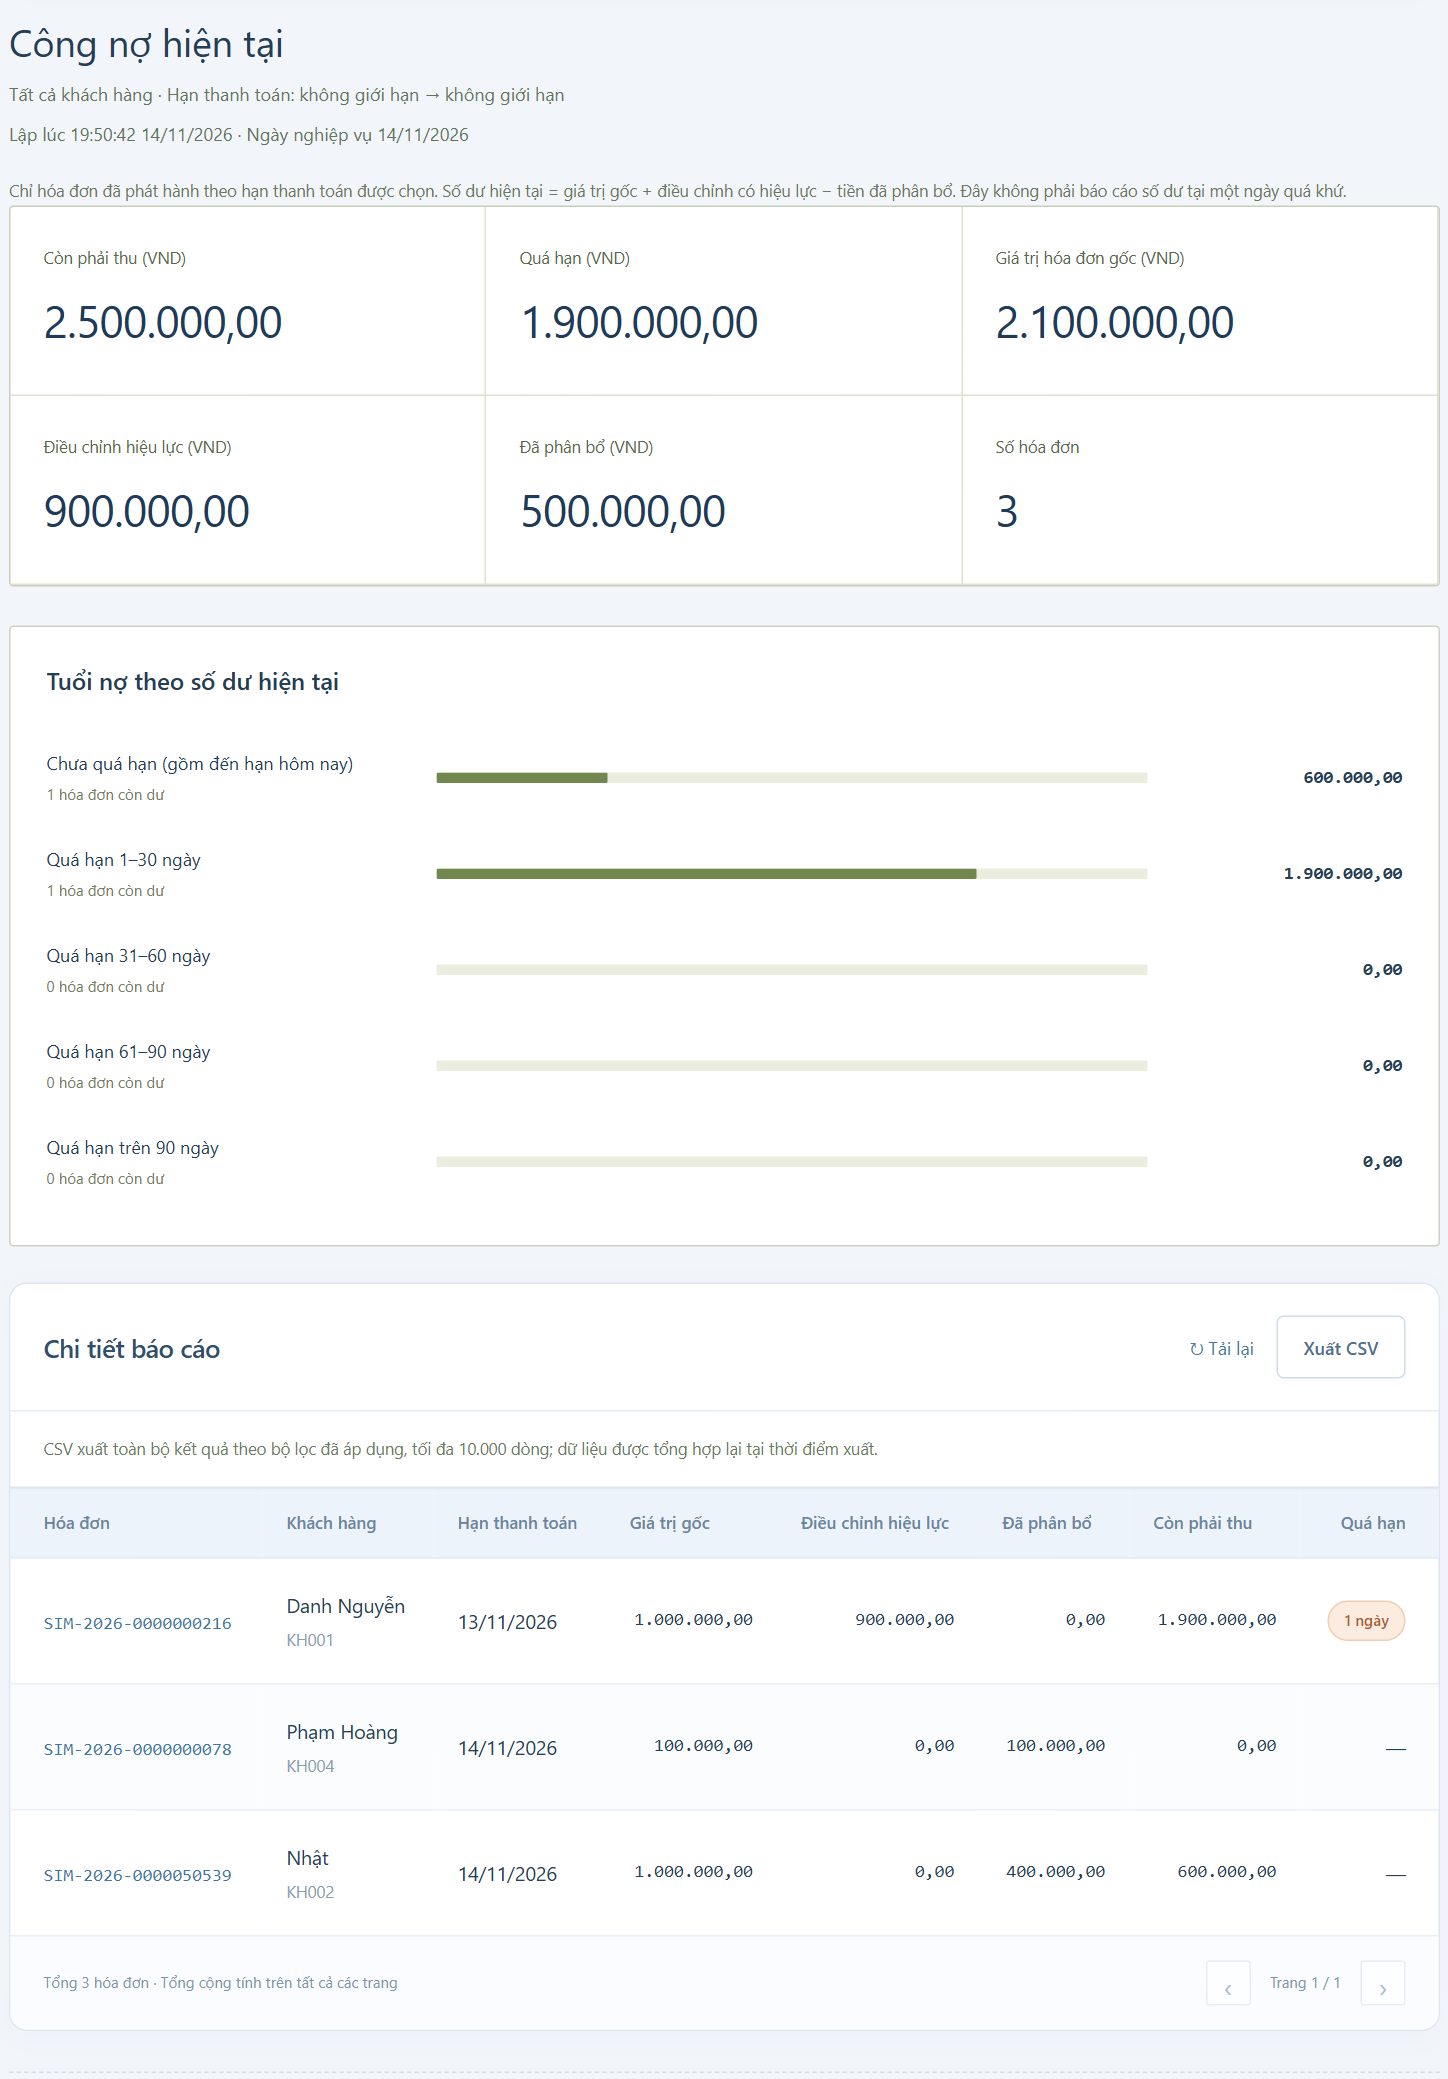 Công nợ hiện tại
Tất cả khách hàng · Hạn thanh toán: không giới hạn → không giới hạn
Lập lúc 19:50:42 14/11/2026 · Ngày nghiệp vụ 14/11/2026
Chỉ hóa đơn đã phát hành theo hạn thanh toán được chọn. Số dư hiện tại = giá trị gốc + điều chỉnh có hiệu lực − tiền đã phân bổ. Đây không phải báo cáo số dư tại một ngày quá khứ.
Còn phải thu (VND) Quá hạn (VND) Giá trị hóa đơn gốc (VND)
2.500.000,00 1.900.000,00 2.100.000,00
Điều chỉnh hiệu lực (VND) Đã phân bổ (VND) Số hóa đơn
900.000,00 500.000,00 3
Tuổi nợ theo số dư hiện tại
Chưa quá hạn (gồm đến hạn hôm nay) 600.000,00
1 hóa đơn còn dư
Quá hạn 1–30 ngày 1.900.000,00
1 hóa đơn còn dư
Quá hạn 31–60 ngày 0,00
0 hóa đơn còn dư
Quá hạn 61–90 ngày 0,00
0 hóa đơn còn dư
Quá hạn trên 90 ngày 0,00
0 hóa đơn còn dư
Chi tiết báo cáo ↻ Tải lại Xuất CSV
CSV xuất toàn bộ kết quả theo bộ lọc đã áp dụng, tối đa 10.000 dòng; dữ liệu được tổng hợp lại tại thời điểm xuất.
Hóa đơn Khách hàng Hạn thanh toán Giá trị gốc Điều chỉnh hiệu lực Đã phân bổ Còn phải thu Quá hạn
SIM-2026-0000000216 Danh Nguyễn 13/11/2026 1.000.000,00 900.000,00 0,00 1.900.000,00 1 ngày
KH001
SIM-2026-0000000078 Phạm Hoàng 14/11/2026 100.000,00 0,00 100.000,00 0,00 —
KH004
SIM-2026-0000050539 Nhật 14/11/2026 1.000.000,00 0,00 400.000,00 600.000,00 —
KH002
Tổng 3 hóa đơn · Tổng cộng tính trên tất cả các trang ‹ Trang 1 / 1 ›